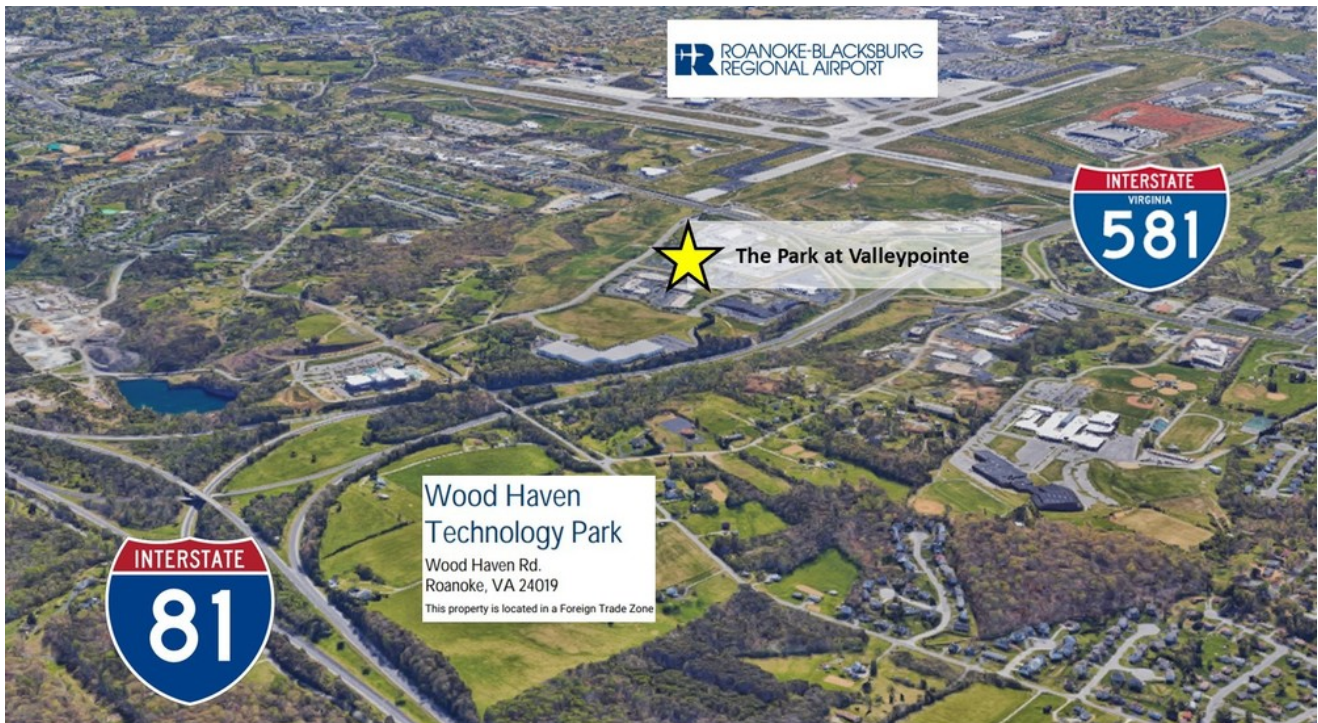 ROANOKE-BLACKSBURG
REGIONAL AIRPORT
INTERSTATE
VIRGINIA
581
The Park at Valleypointe
Wood Haven
Technology Park
Wood Haven Rd.
Roanoke, VA 24019
This property is located in a Foreign Trade Zone
INTERSTATE
81